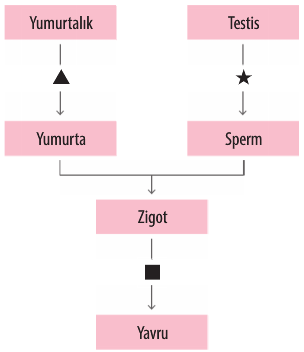 Yumurtalık
Testis
Yumurta
Sperm
Zigot
Yavru